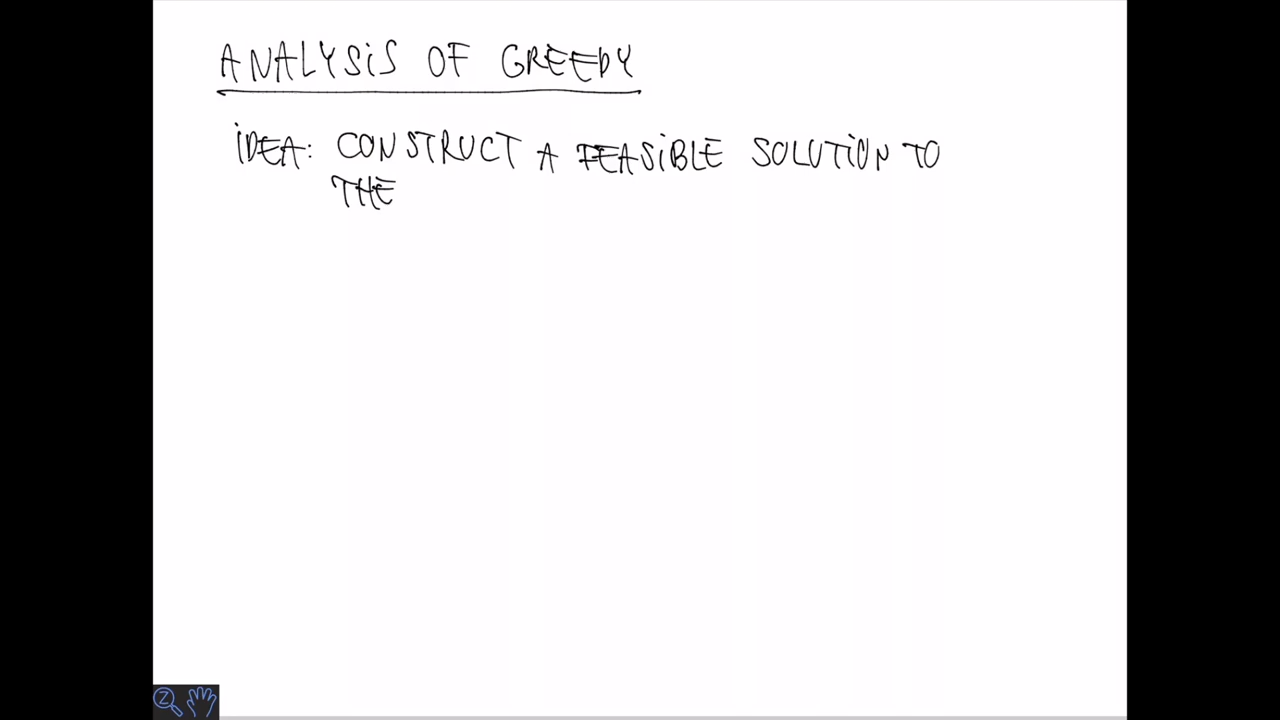 ANALYSIS OF GREEDY
IDEA: CONSTRUCT A FEASIBLE SOLUTION TO
THE
Z